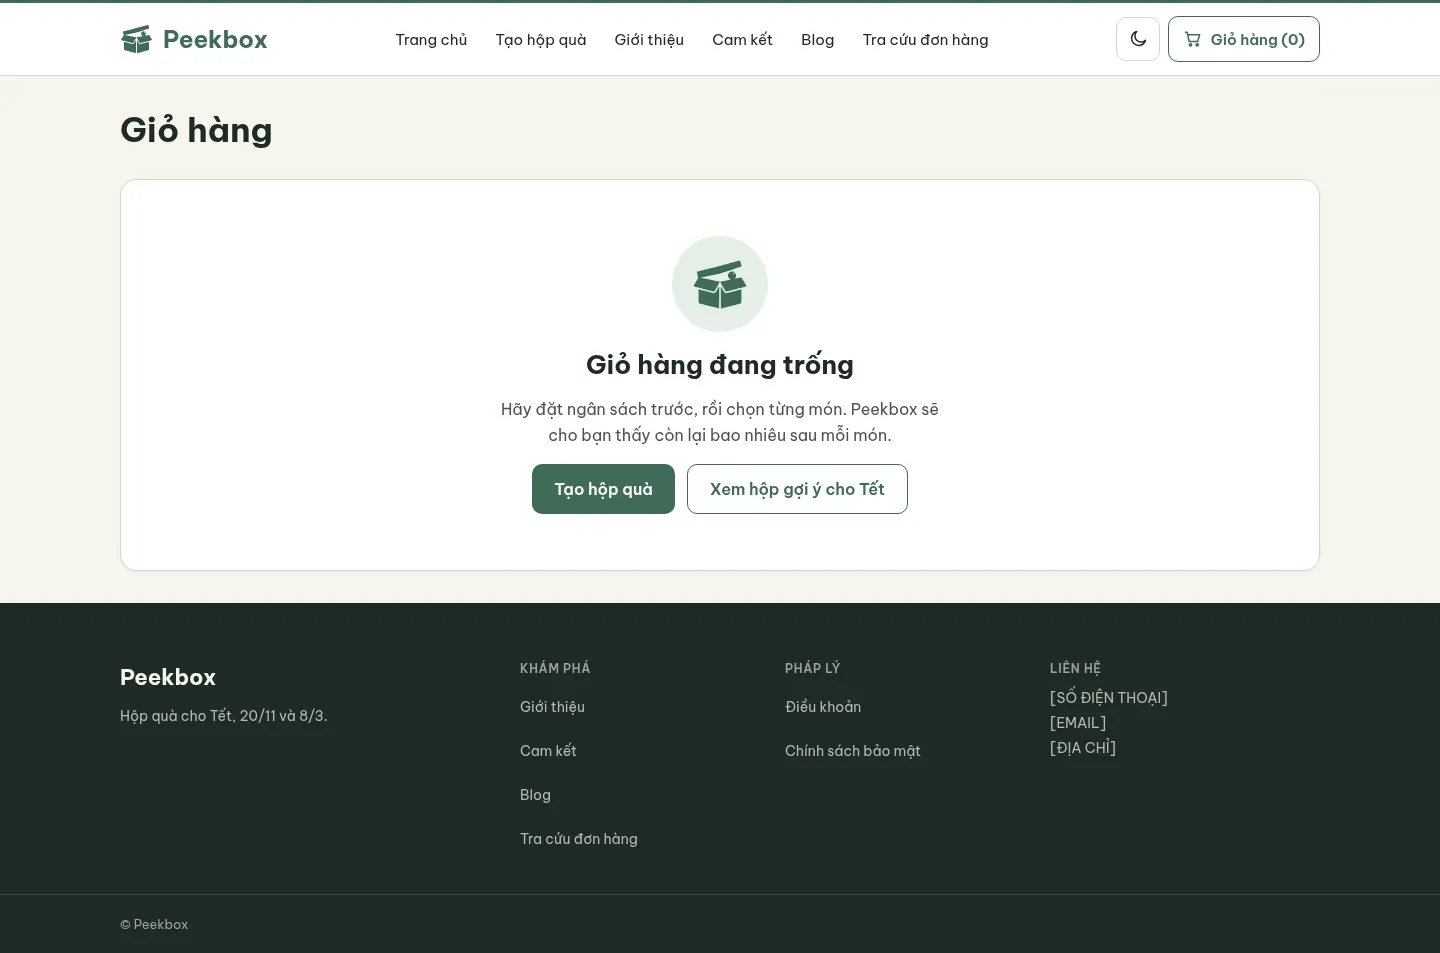 Peekbox
Trang chủ
Tạo hộp quà
Giới thiệu
Cam kết
Blog
Tra cứu đơn hàng
Giỏ hàng (0)
Giỏ hàng
Giỏ hàng đang trống
Hãy đặt ngân sách trước, rồi chọn từng món. Peekbox sẽ
cho bạn thấy còn lại bao nhiêu sau mỗi món.
Tạo hộp quà
Xem hộp gợi ý cho Tết
Peekbox
Hộp quà cho Tết, 20/11 và 8/3.
KHÁM PHÁ
Giới thiệu
Cam kết
Blog
Tra cứu đơn hàng
PHÁP LÝ
Điều khoản
Chính sách bảo mật
LIÊN HỆ
[SỐ ĐIỆN THOẠI]
[EMAIL]
[ĐỊA CHỈ]
© Peekbox